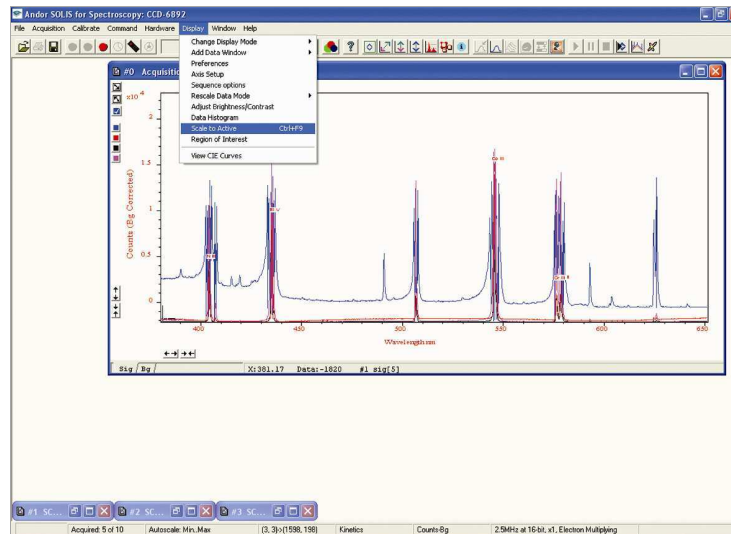 Andor SOLIS for Spectroscopy: CCD-6892
File Acquisition Calibrate Command Hardware Display Window Help
Change Display Mode
Add Data Window
Preferences
Axis Setup
Sequence options
Rescale Data Mode
Adjust Brightness/Contrast
Data Histogram
Scale to Active Ctrl+F9
Region of Interest
View CIE Curves
#0 Acquisitio
x10 4
2
1.5
1
0.5
0
Counts (Bg Corrected)
400
450
500
550
600
650
Wavelength nm
Sig Bg X:381.17 Data:-1820 #1 sig[5]
#1 SC...
#2 SC...
#3 SC...
Acquired: 5 of 10 Autoscale: Min..Max (3, 3)>(1598, 198) Kinetics Counts-Bg 2.5MHz at 16-bit, x1, Electron Multiplying